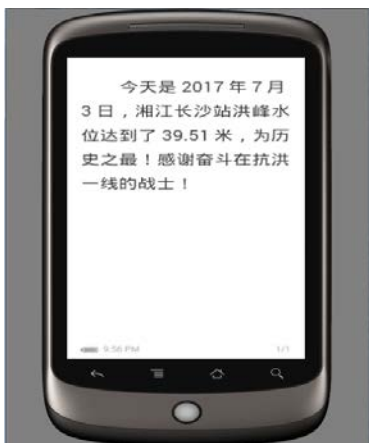 今天是 2017 年 7 月
3 日，湘江长沙站洪峰水
位达到了 39.51 米，为历
史之最！感谢奋斗在抗洪
一线的战士！
9:56 PM
1/1